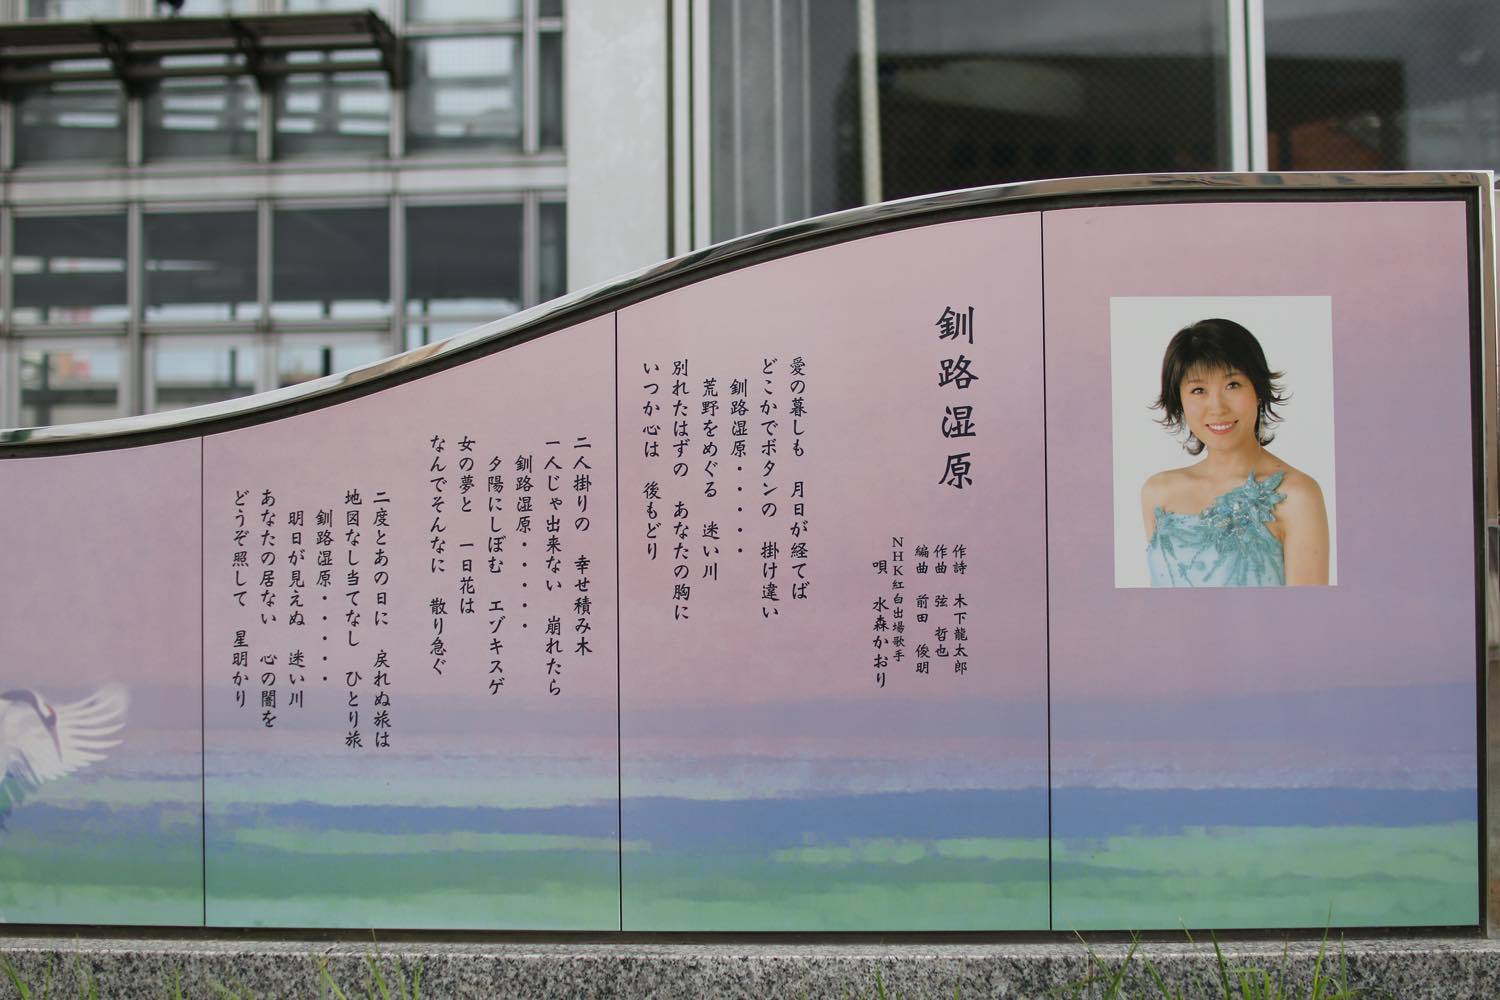 釧路湿原
作詩 木下龍太郎
作曲 弦 哲也
編曲 前田 俊明
NHK紅白出場歌手
唄 水森かおり
愛の暮しも 月日が経てば
どこかでボタンの 掛け違い
釧路湿原・・・・・
荒野をめぐる 迷い川
別れたはずの あなたの胸に
いつか心は 後もどり
二人掛りの 幸せ積み木
一人じゃ出来ない 崩れたら
釧路湿原・・・・・
夕陽にしぼむ エゾキスゲ
女の夢と 一日花は
なんでそんなに 散り急ぐ
二度とあの日に 戻れぬ旅は
地図なし当てなし ひとり旅
釧路湿原・・・・・
明日が見えぬ 迷い川
あなたの居ない 心の闇を
どうぞ照して 星明かり